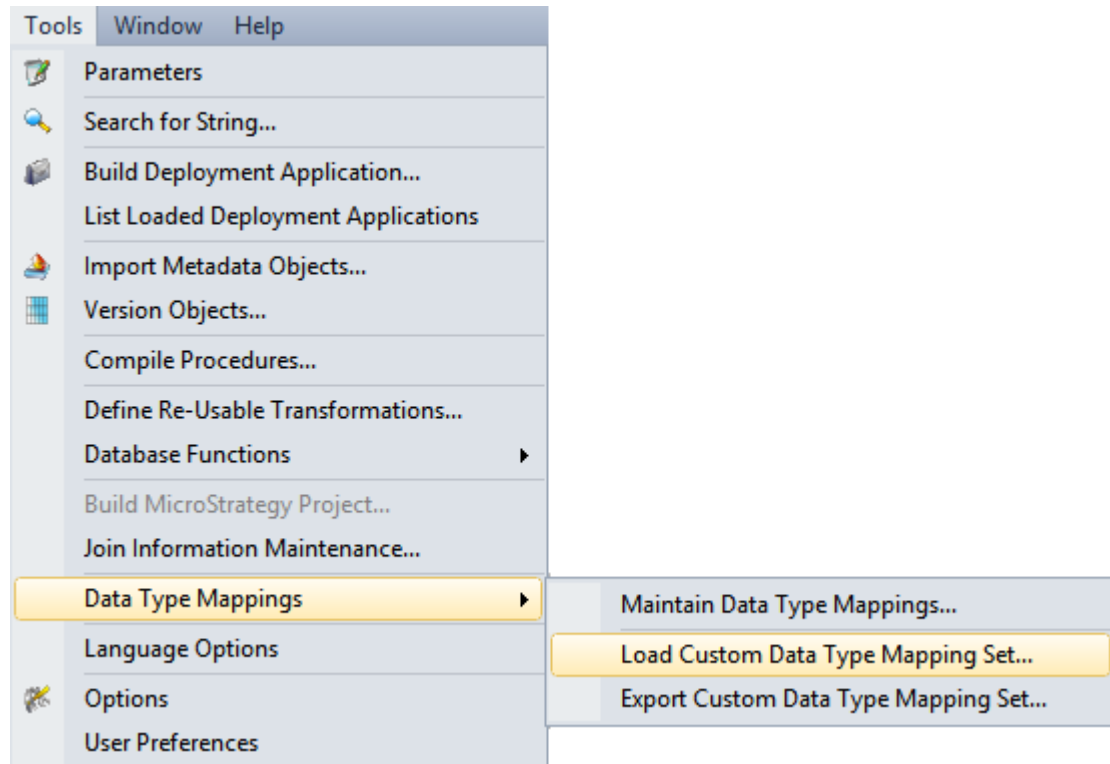 Tools Window Help
Parameters
Search for String...
Build Deployment Application...
List Loaded Deployment Applications
Import Metadata Objects...
Version Objects...
Compile Procedures...
Define Re-Usable Transformations...
Database Functions
Build MicroStrategy Project...
Join Information Maintenance...
Data Type Mappings
Language Options
Options
User Preferences
Maintain Data Type Mappings...
Load Custom Data Type Mapping Set...
Export Custom Data Type Mapping Set...